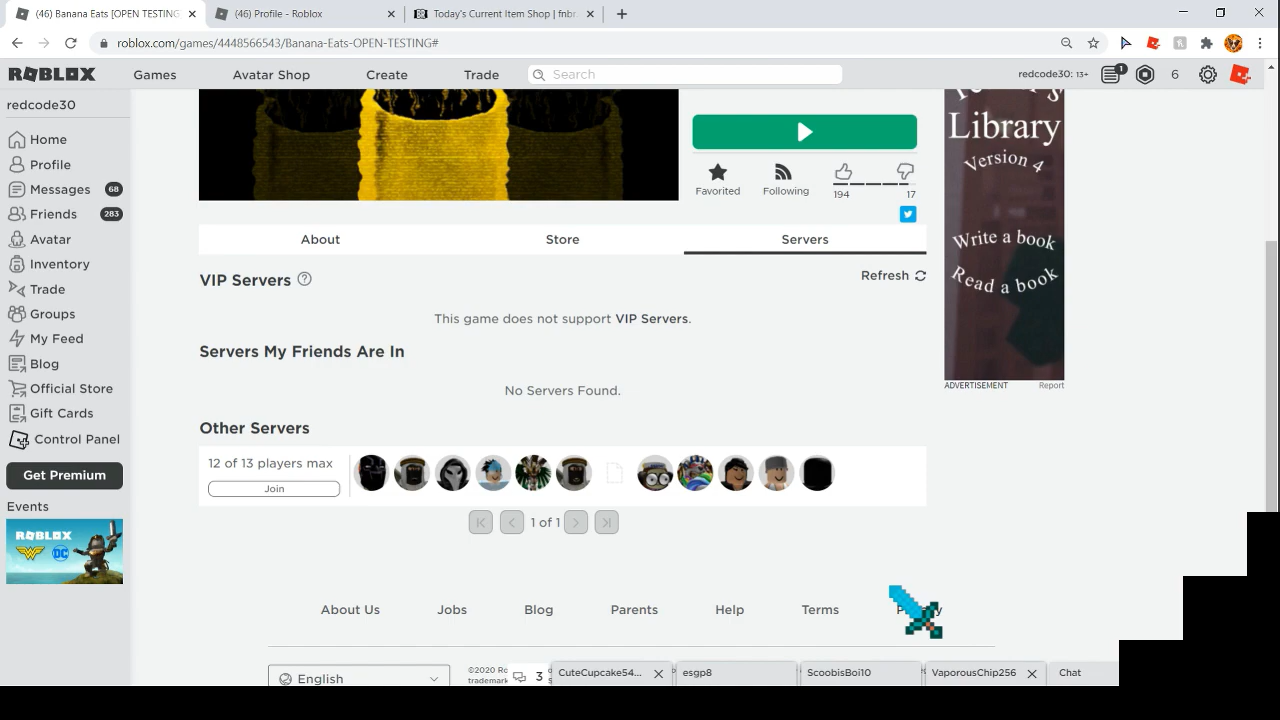 (46) Banana Eats [OPEN TESTING
(46) Profile - Roblox
Today's Current Item Shop | fnbr
roblox.com/games/4448566543/Banana-Eats-OPEN-TESTING#
ROBLOX
Games
Avatar Shop
Create
Trade
Search
redcode30: 13+
1
6
redcode30
Home
Profile
Messages 68
Friends 283
Avatar
Inventory
Trade
Groups
My Feed
Blog
Official Store
Gift Cards
Control Panel
Get Premium
Events
ROBLOX
DC
Favorited
Following
194
17
About
Store
Servers
VIP Servers
Refresh
This game does not support VIP Servers.
Servers My Friends Are In
No Servers Found.
Other Servers
12 of 13 players max
Join
1 of 1
Library
Version 4
Write a book
Read a book
ADVERTISEMENT
Report
About Us
Jobs
Blog
Parents
Help
Terms
English
©2020
trademark
3
CuteCupcake54...
esgp8
ScoobisBoi10
VaporousChip256
Chat